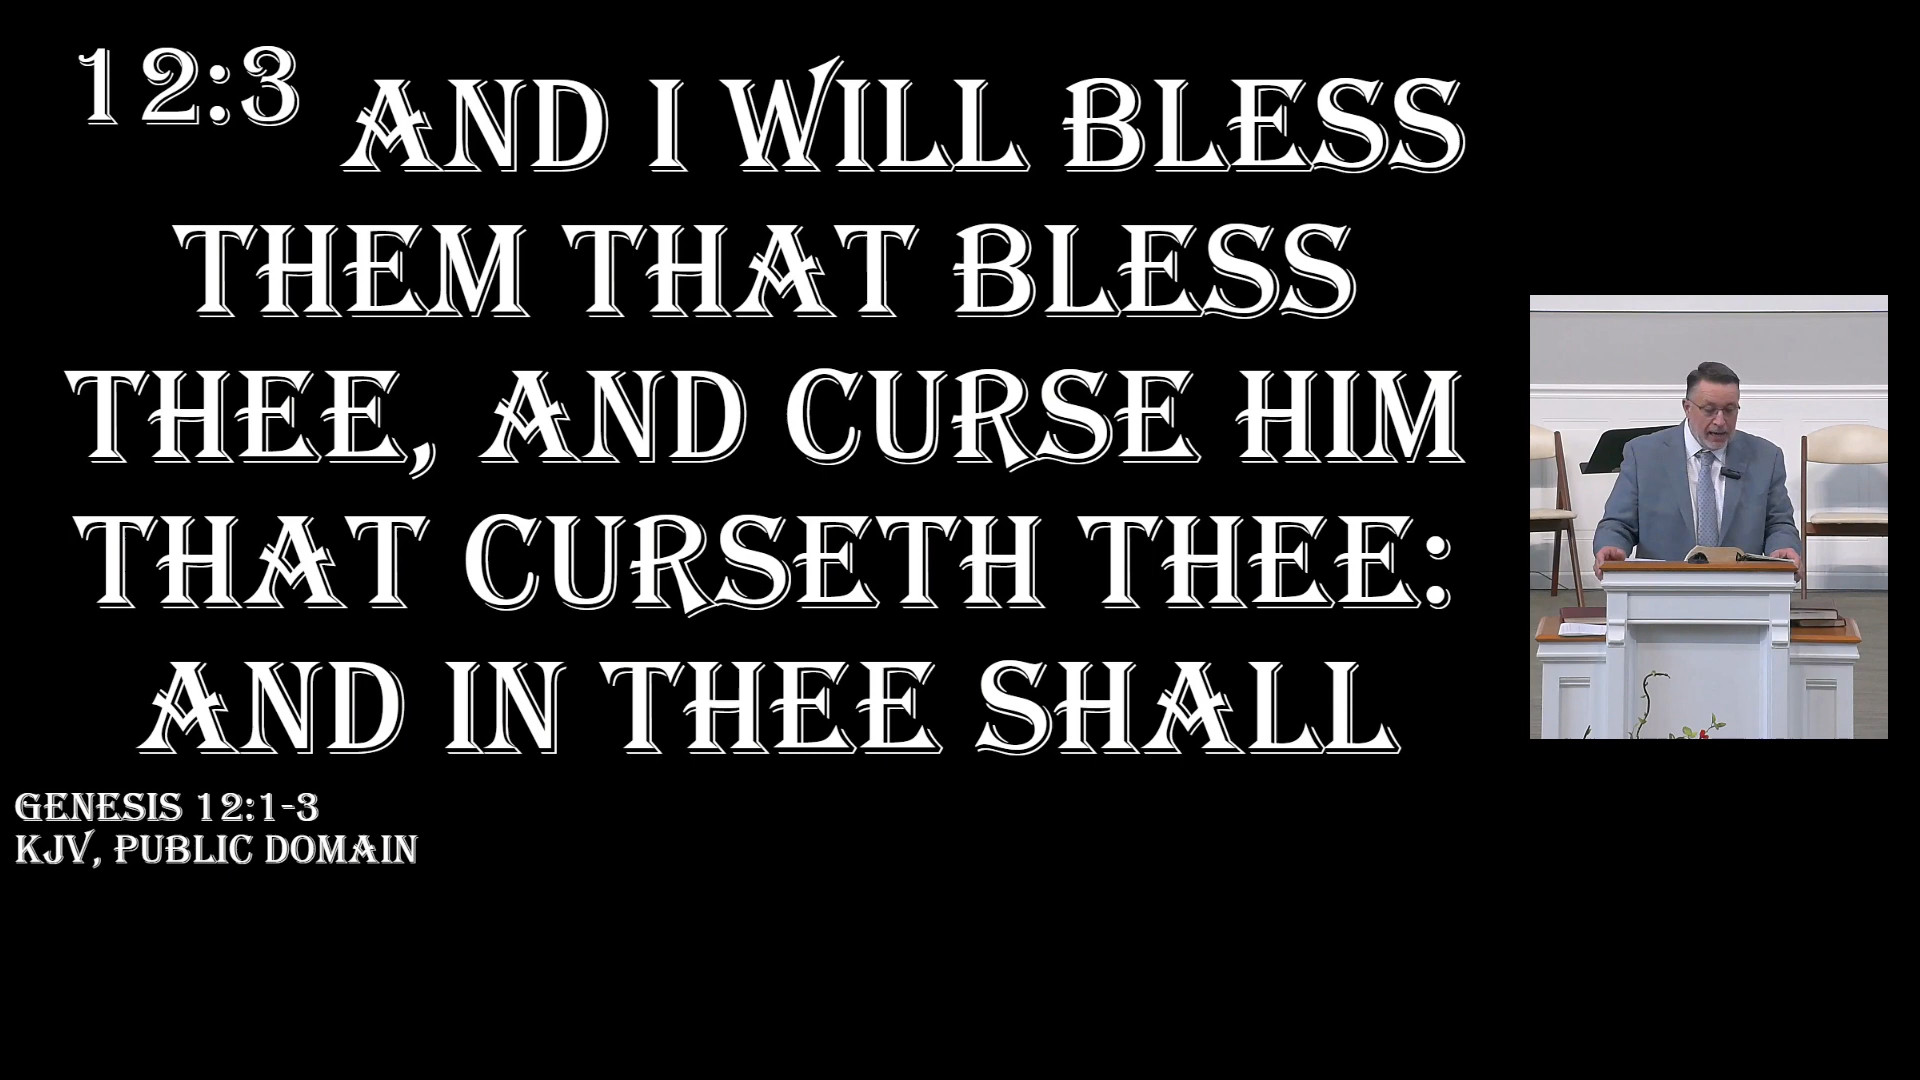 12:3 AND I WILL BLESS
THEM THAT BLESS
THEE, AND CURSE HIM
THAT CURSETH THEE:
AND IN THEE SHALL
GENESIS 12:1-3
KJV, PUBLIC DOMAIN